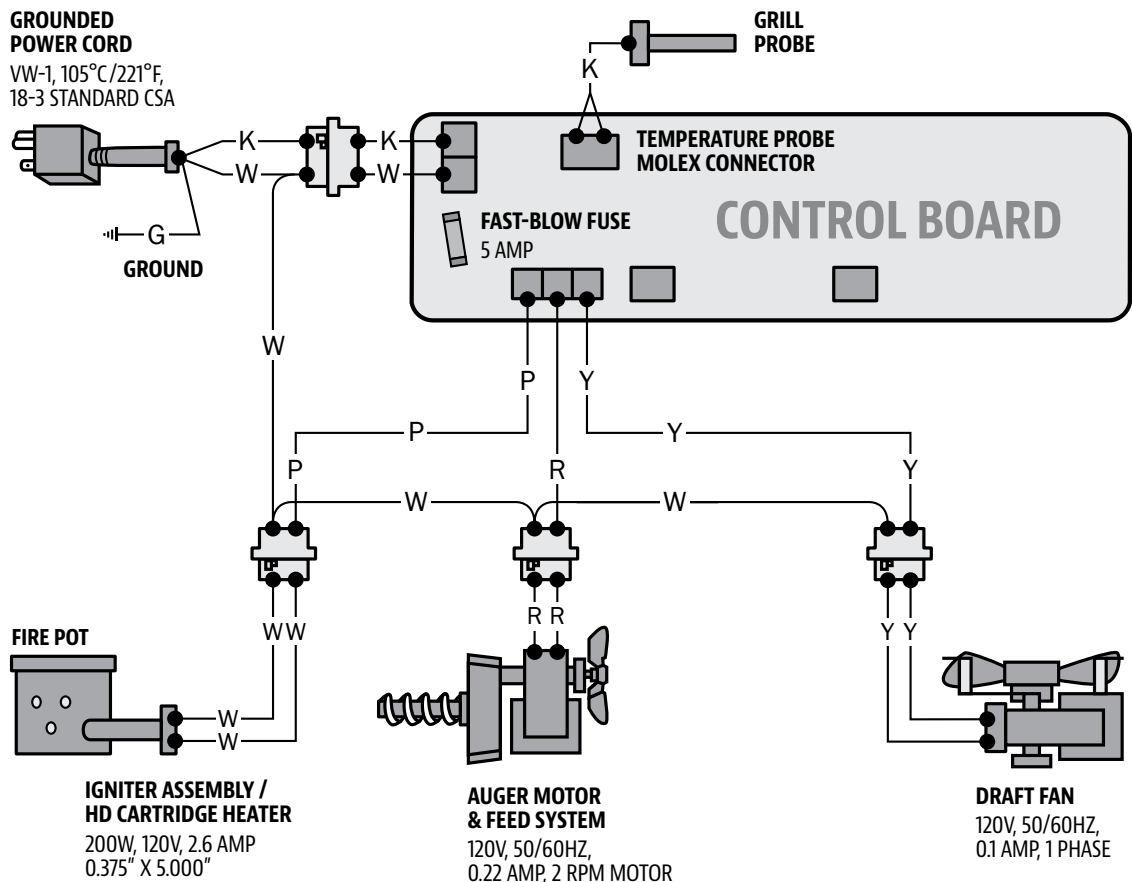 GROUNDED
POWER CORD
VW-1, 105°C/221°F,
18-3 STANDARD CSA
GRILL
PROBE
K
K
K
W
W
TEMPERATURE PROBE
MOLEX CONNECTOR
CONTROL BOARD
FAST-BLOW FUSE
5 AMP
G
GROUND
W
P
Y
P
Y
P
R
Y
W
W
R R
W W
Y Y
FIRE POT
W
W
IGNITER ASSEMBLY /
HD CARTRIDGE HEATER
200W, 120V, 2.6 AMP
0.375" X 5.000"
AUGER MOTOR
& FEED SYSTEM
120V, 50/60HZ,
0.22 AMP, 2 RPM MOTOR
DRAFT FAN
120V, 50/60HZ,
0.1 AMP, 1 PHASE